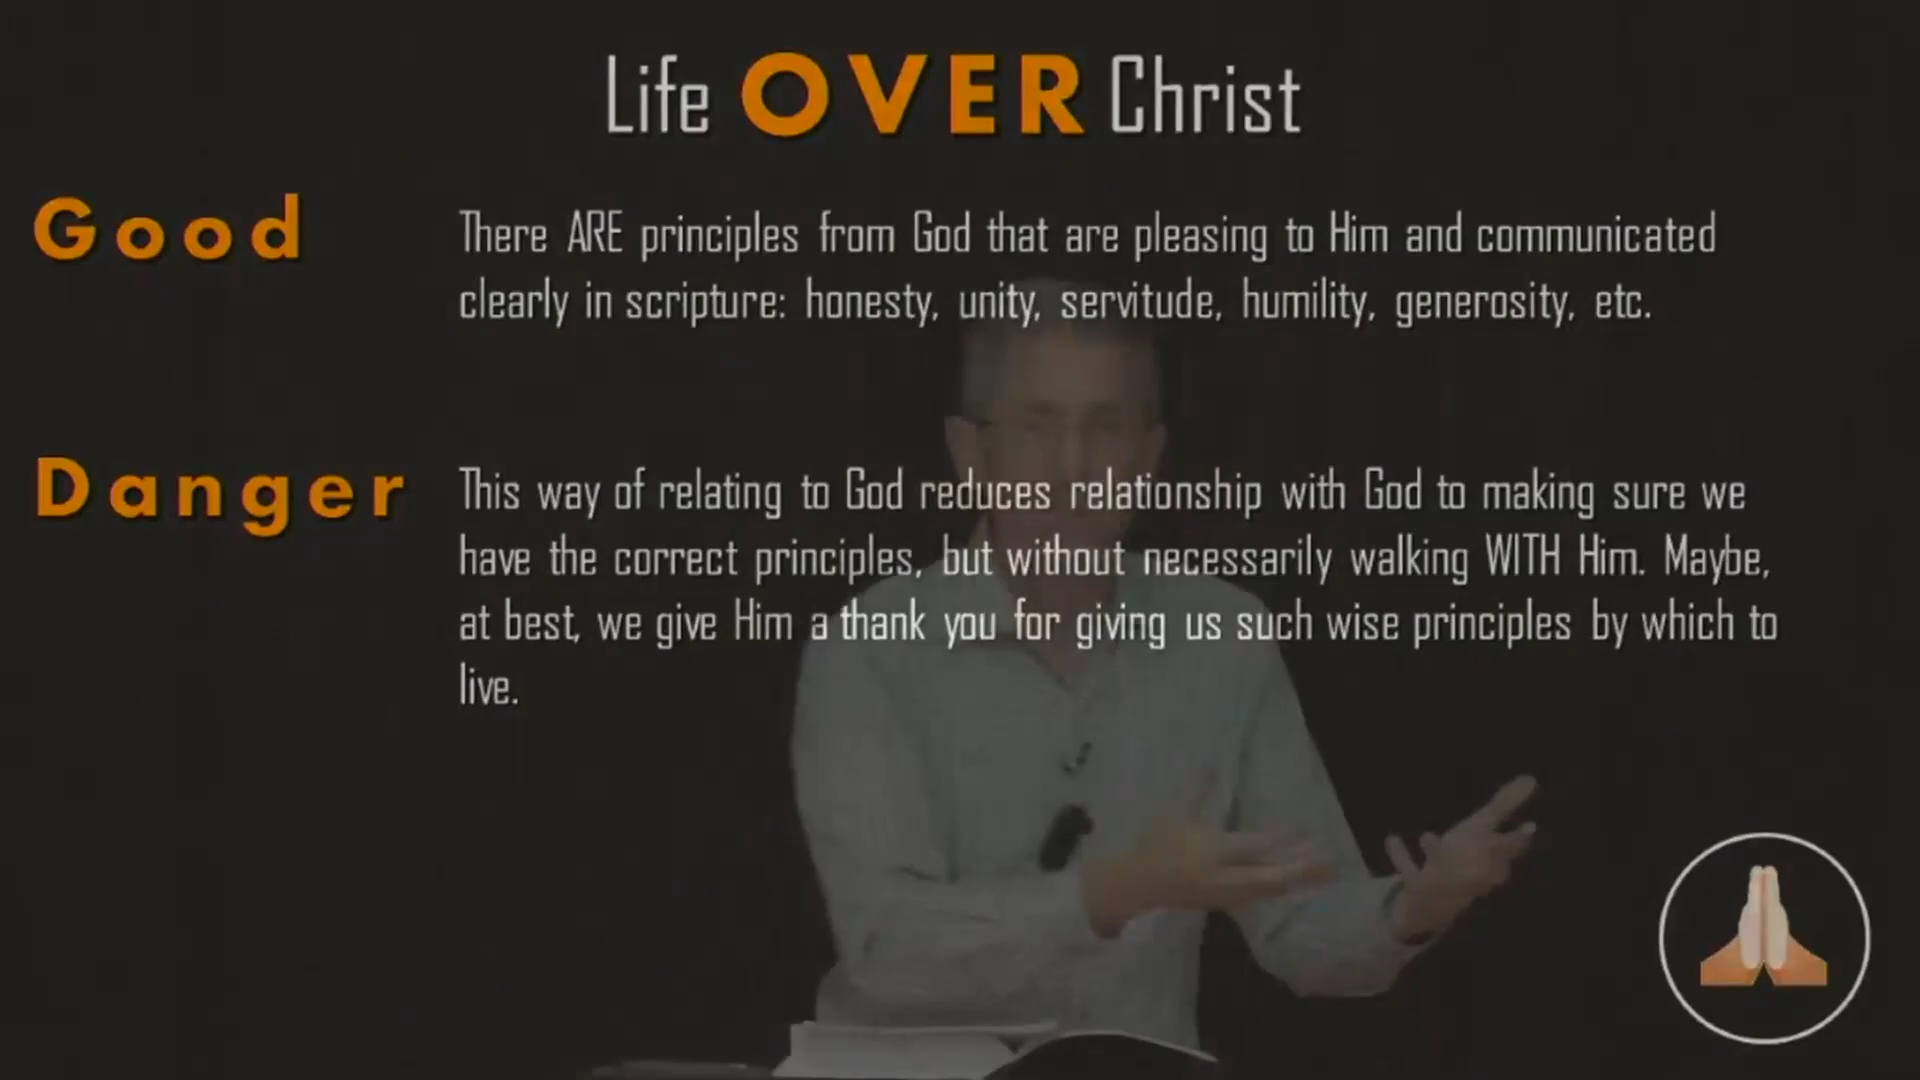 Life OVER Christ
Good
There ARE principles from God that are pleasing to Him and communicated
clearly in scripture: honesty, unity, servitude, humility, generosity, etc.
Danger
This way of relating to God reduces relationship with God to making sure we
have the correct principles, but without necessarily walking WITH Him. Maybe,
at best, we give Him a thank you for giving us such wise principles by which to
live.